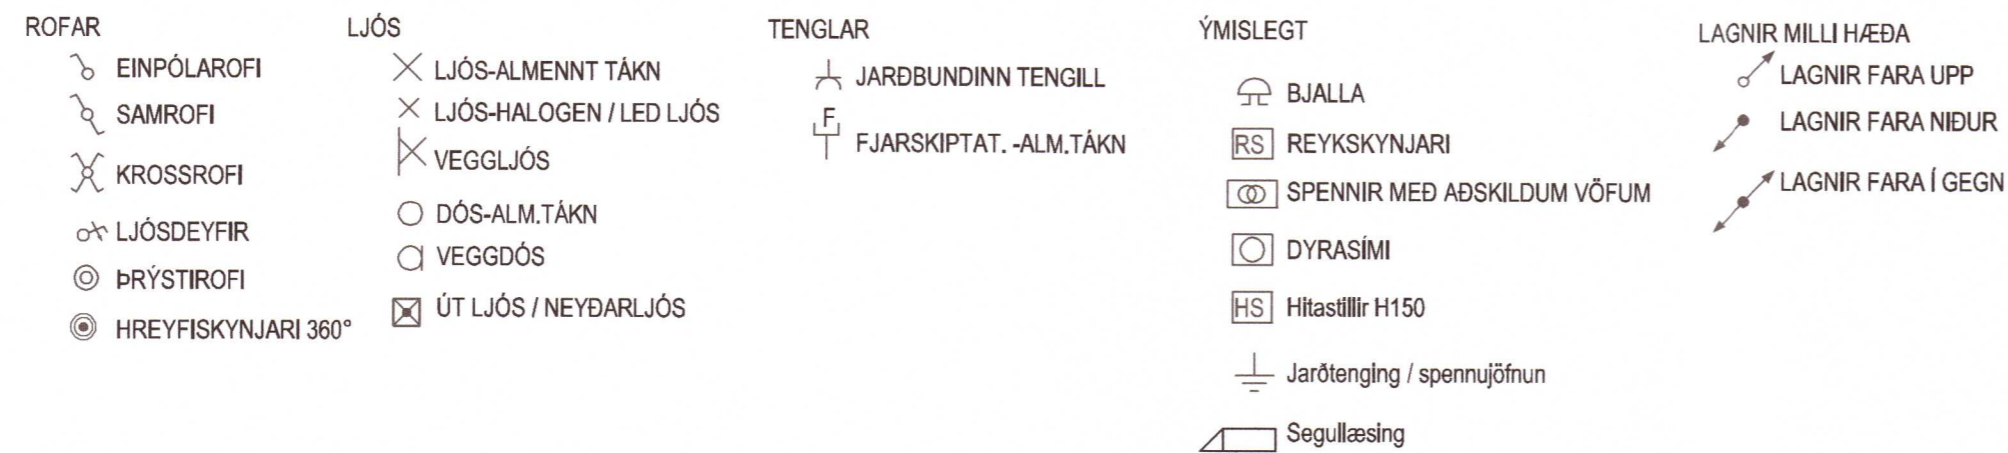 ROFAR
EINPÓLAROFI
SAMROFI
KROSSROFI
LJÓSDEYFIR
ÞRÝSTIROFI
HREYFISKYNJARI 360°
LJÓS
LJÓS-ALMENNT TÁKN
LJÓS-HALOGEN / LED LJÓS
VEGGLJÓS
DÓS-ALM.TÁKN
VEGGDÓS
ÚT LJÓS / NEYÐARLJÓS
TENGLAR
JARÐBUNDINN TENGILL
F
FJARSKIPTAT. -ALM.TÁKN
ÝMISLEGT
BJALLA
RS REYKSKYNJARI
SPENNIR MEÐ AÐSKILDUM VÖFUM
DYRASÍMI
HS Hitastillir H150
Jarðtenging / spennujöfnun
Segullæsing
LAGNIR MILLI HÆÐA
LAGNIR FARA UPP
LAGNIR FARA NIÐUR
LAGNIR FARA Í GEGN